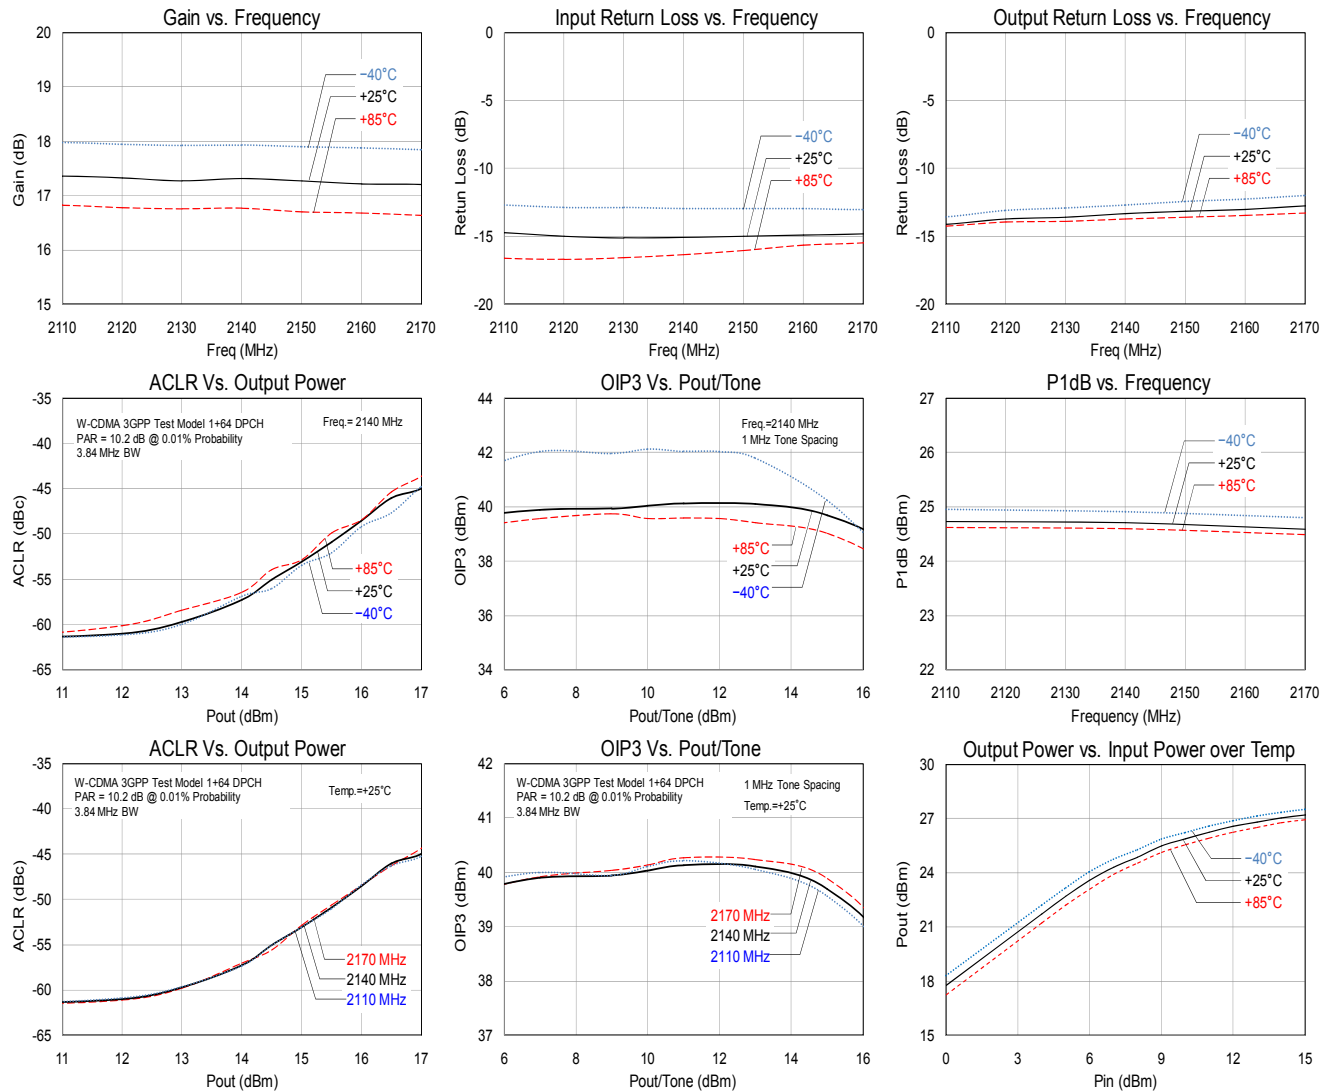 Gain vs. Frequency
20
19
18
17
16
15
Gain (dB)
−40°C
+25°C
+85°C
2110 2120 2130 2140 2150 2160 2170
Freq (MHz)
Input Return Loss vs. Frequency
0
-5
-10
-15
-20
Retun Loss (dB)
−40°C
+25°C
+85°C
2110 2120 2130 2140 2150 2160 2170
Freq (MHz)
Output Return Loss vs. Frequency
0
-5
-10
-15
-20
Retun Loss (dB)
−40°C
+25°C
+85°C
2110 2120 2130 2140 2150 2160 2170
Freq (MHz)
ACLR Vs. Output Power
-35
-40
-45
-50
-55
-60
-65
ACLR (dBc)
W-CDMA 3GPP Test Model 1+64 DPCH
PAR = 10.2 dB @ 0.01% Probability
3.84 MHz BW
Freq.= 2140 MHz
+85°C
+25°C
−40°C
11 12 13 14 15 16 17
Pout (dBm)
OIP3 Vs. Pout/Tone
44
42
40
38
36
34
OIP3 (dBm)
Freq.=2140 MHz
1 MHz Tone Spacing
+85°C
+25°C
−40°C
6 8 10 12 14 16
Pout/Tone (dBm)
P1dB vs. Frequency
27
26
25
24
23
22
P1dB (dBm)
−40°C
+25°C
+85°C
2110 2120 2130 2140 2150 2160 2170
Frequency (MHz)
ACLR Vs. Output Power
-35
-40
-45
-50
-55
-60
-65
ACLR (dBc)
W-CDMA 3GPP Test Model 1+64 DPCH
PAR = 10.2 dB @ 0.01% Probability
3.84 MHz BW
Temp.=+25°C
2170 MHz
2140 MHz
2110 MHz
11 12 13 14 15 16 17
Pout (dBm)
OIP3 Vs. Pout/Tone
42
41
40
39
38
37
OIP3 (dBm)
W-CDMA 3GPP Test Model 1+64 DPCH
PAR = 10.2 dB @ 0.01% Probability
3.84 MHz BW
1 MHz Tone Spacing
Temp.=+25°C
2170 MHz
2140 MHz
2110 MHz
6 8 10 12 14 16
Pout/Tone (dBm)
Output Power vs. Input Power over Temp
30
27
24
21
18
15
Pout (dBm)
−40°C
+25°C
+85°C
0 3 6 9 12 15
Pin (dBm)